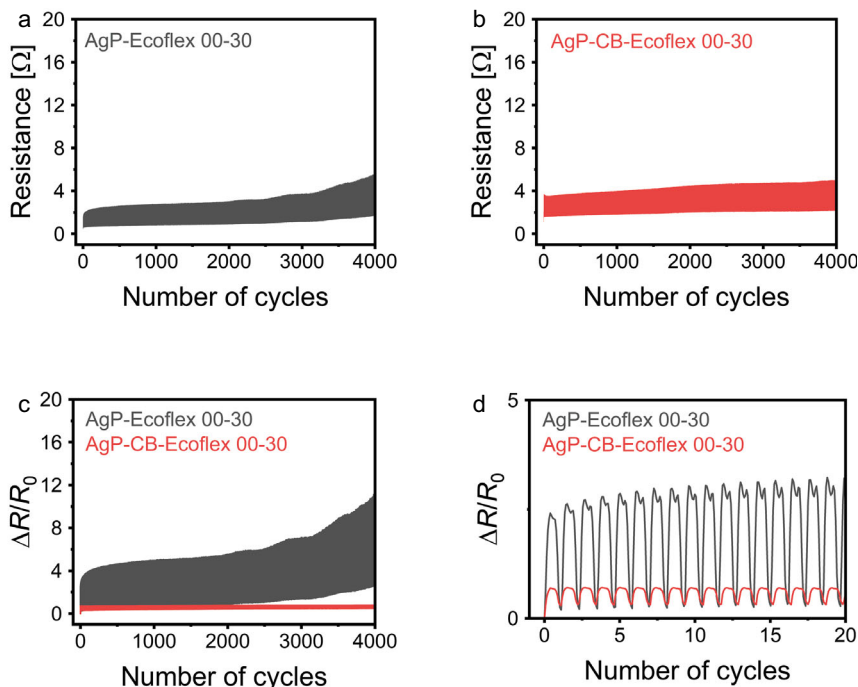 a
AgP-Ecoflex 00-30
Resistance [Ω]
20
16
12
8
4
0
0 1000 2000 3000 4000
Number of cycles
b
AgP-CB-Ecoflex 00-30
Resistance [Ω]
20
16
12
8
4
0
0 1000 2000 3000 4000
Number of cycles
c
AgP-Ecoflex 00-30
AgP-CB-Ecoflex 00-30
ΔR/R0
20
16
12
8
4
0
0 1000 2000 3000 4000
Number of cycles
d
AgP-Ecoflex 00-30
AgP-CB-Ecoflex 00-30
ΔR/R0
5
0
0 5 10 15 20
Number of cycles